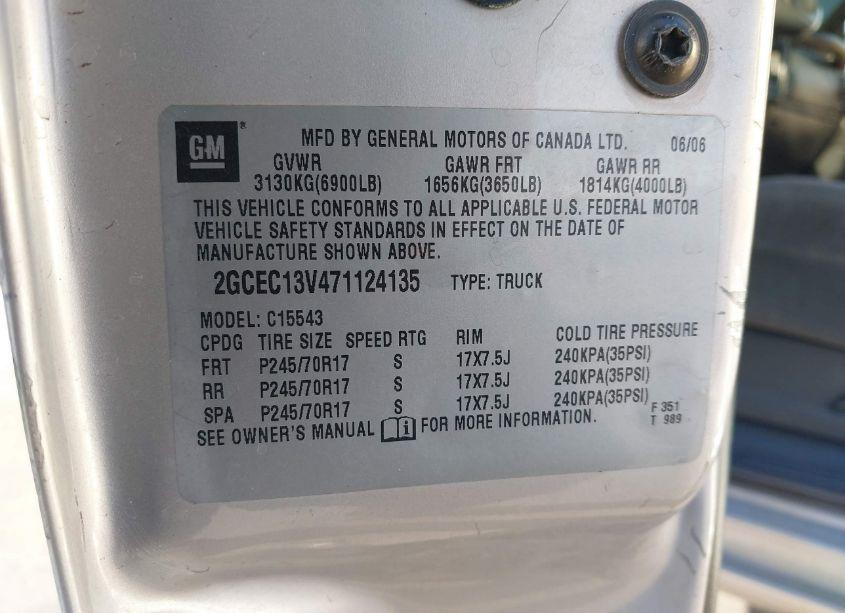 GM ®
MFD BY GENERAL MOTORS OF CANADA LTD. 06/06
GVWR GAWR FRT GAWR RR
3130KG(6900LB) 1656KG(3650LB) 1814KG(4000LB)
THIS VEHICLE CONFORMS TO ALL APPLICABLE U.S. FEDERAL MOTOR
VEHICLE SAFETY STANDARDS IN EFFECT ON THE DATE OF
MANUFACTURE SHOWN ABOVE.
2GCEC13V471124135 TYPE: TRUCK
MODEL: C15543
CPDG TIRE SIZE SPEED RTG RIM COLD TIRE PRESSURE
FRT P245/70R17 S 17X7.5J 240KPA(35PSI)
RR P245/70R17 S 17X7.5J 240KPA(35PSI)
SPA P245/70R17 S 17X7.5J 240KPA(35PSI)
SEE OWNER'S MANUAL FOR MORE INFORMATION.
F 351
T 989